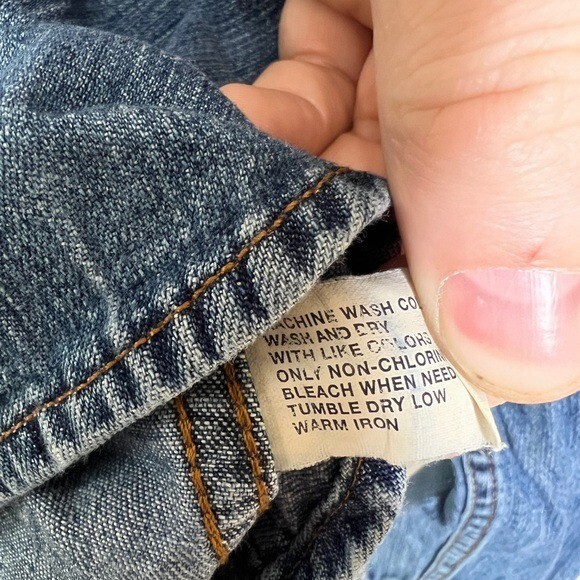 ACHINE WASH CO
WASH AND DRY
WITH LIKE COLORS
ONLY NON-CHLORIN
BLEACH WHEN NEED
TUMBLE DRY LOW
WARM IRON